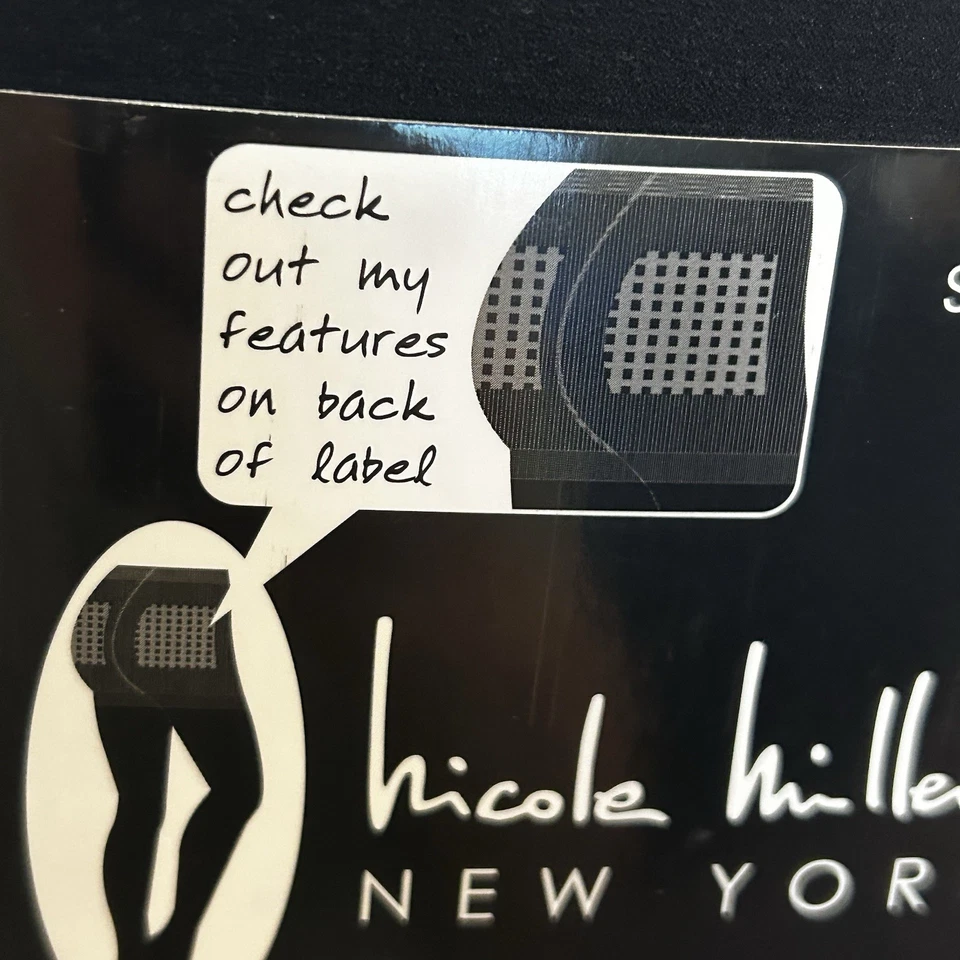 check
out my
features
on back
of label
S
nicole miller
NEW YOR